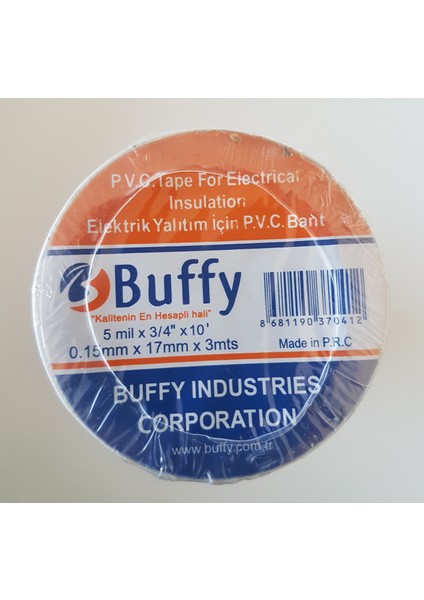 P.V.C. Tape For Electrical
Insulation
Elektrik Yalıtım İçin P.V.C. Bant
Buffy
"Kalitenin En Hesaplı hali"
5 mil x 3/4" x 10'
0.15mm x 17mm x 3mts
8 681190 370412
Made in P.R.C
BUFFY INDUSTRIES
CORPORATION
www.buffy.com.tr